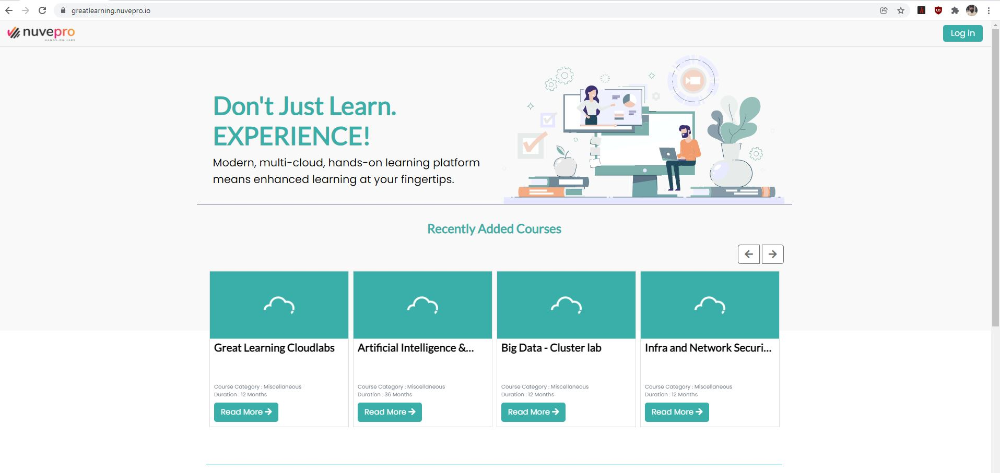 greatlearning.nuvepro.io
nuvepro
HANDS-ON LABS
Log in
Don't Just Learn.
EXPERIENCE!
Modern, multi-cloud, hands-on learning platform
means enhanced learning at your fingertips.
Recently Added Courses
Great Learning Cloudlabs
Course Category : Miscellaneous
Duration : 12 Months
Read More
Artificial Intelligence &...
Course Category : Miscellaneous
Duration : 36 Months
Read More
Big Data - Cluster lab
Course Category : Miscellaneous
Duration : 12 Months
Read More
Infra and Network Securi...
Course Category : Miscellaneous
Duration : 12 Months
Read More